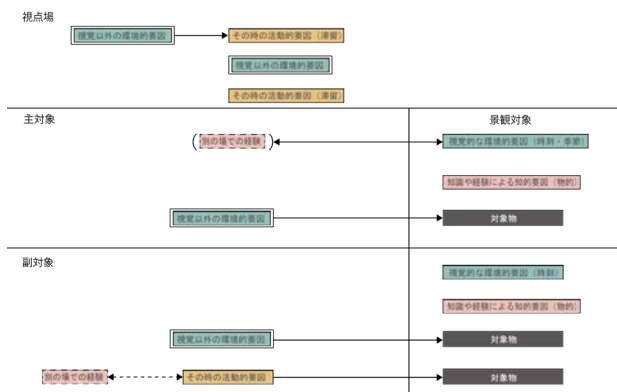 視点場
視覚以外の環境的要因
その時の活動的要因（滞留）
視覚以外の環境的要因
その時の活動的要因（滞留）
主対象
景観対象
（別の場での経験）
視覚的な環境的要因（時刻・季節）
知識や経験による知的要因（物的）
視覚以外の環境的要因
対象物
副対象
視覚的な環境的要因（時刻）
知識や経験による知的要因（物的）
視覚以外の環境的要因
対象物
別の場での経験
その時の活動的要因
対象物